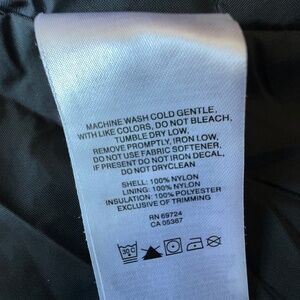 MACHINE WASH COLD GENTLE,
WITH LIKE COLORS, DO NOT BLEACH,
TUMBLE DRY LOW,
REMOVE PROMPTLY, IRON LOW,
DO NOT USE FABRIC SOFTENER,
IF PRESENT DO NOT IRON DECAL,
DO NOT DRYCLEAN
SHELL: 100% NYLON
LINING: 100% NYLON
INSULATION: 100% POLYESTER
EXCLUSIVE OF TRIMMING
RN 69724
CA 05367
30C